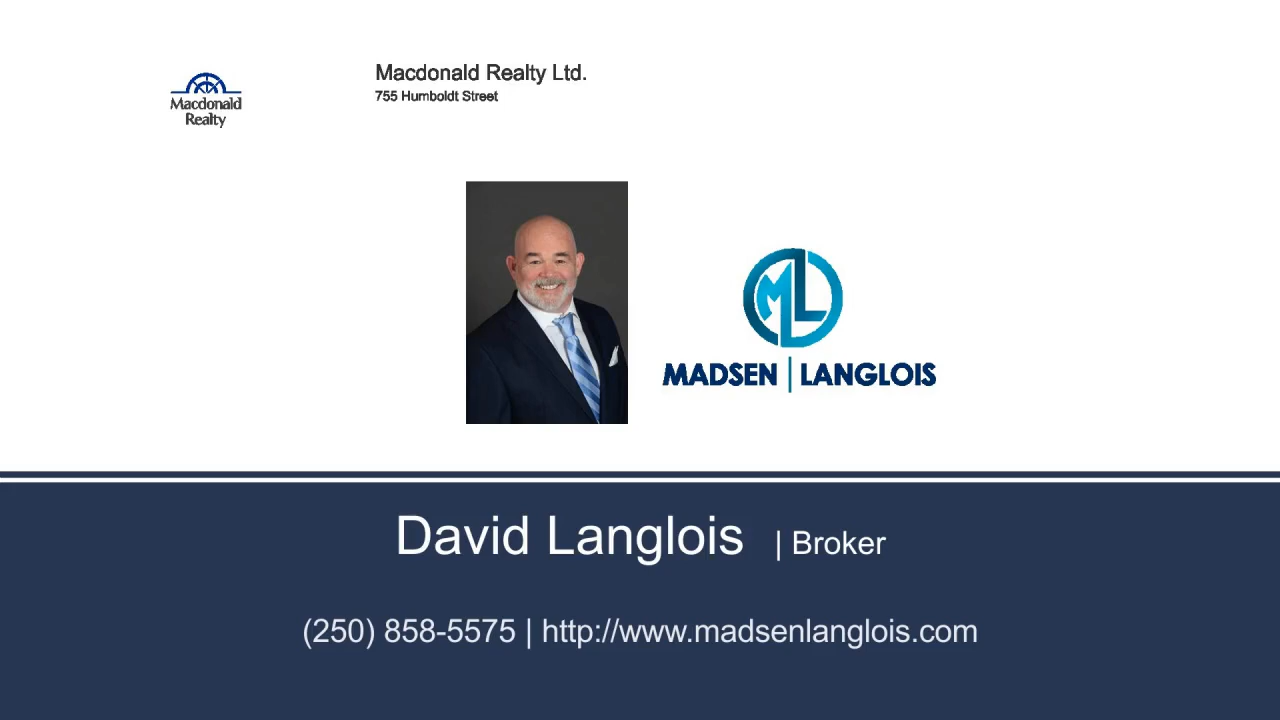 Macdonald
Realty
Macdonald Realty Ltd.
755 Humboldt Street
ML
MADSEN | LANGLOIS
David Langlois | Broker
(250) 858-5575 | http://www.madsenlanglois.com